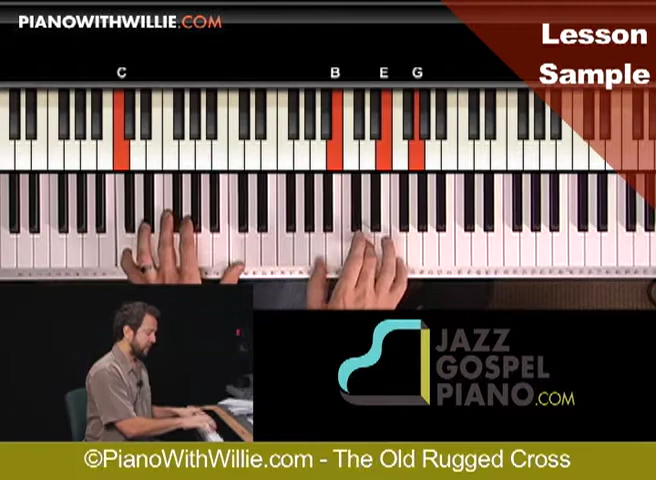 PIANOWITHWILLIE.COM
Lesson
Sample
C B E G
JAZZ
GOSPEL
PIANO.COM
©PianoWithWillie.com - The Old Rugged Cross